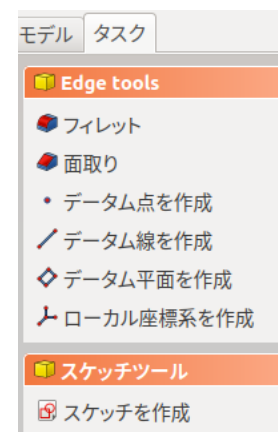 モデル タスク
Edge tools
フィレット
面取り
データム点を作成
データム線を作成
データム平面を作成
ローカル座標系を作成
スケッチツール
スケッチを作成